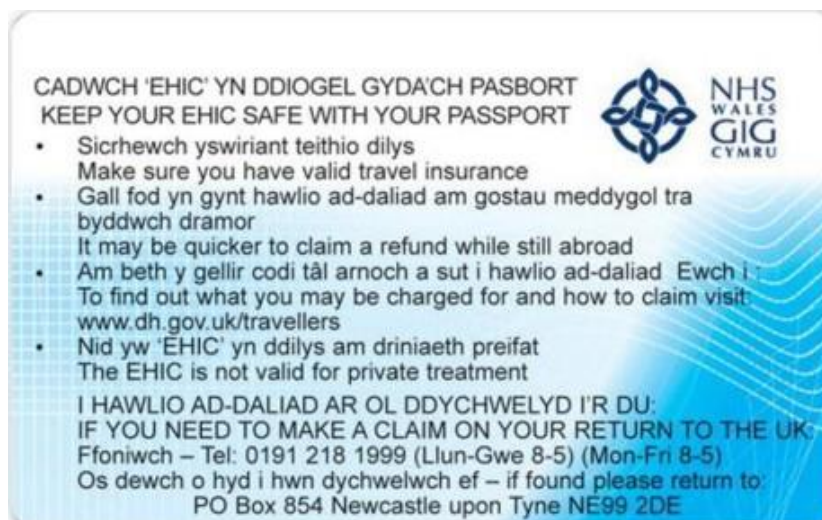 CADWCH 'EHIC' YN DDIOGEL GYDA'CH PASBORT
KEEP YOUR EHIC SAFE WITH YOUR PASSPORT
NHS
WALES
GIG
CYMRU
• Sicrhewch yswiriant teithio dilys
Make sure you have valid travel insurance
• Gall fod yn gynt hawlio ad-daliad am gostau meddygol tra
byddwch dramor
It may be quicker to claim a refund while still abroad
• Am beth y gellir codi tâl arnoch a sut i hawlio ad-daliad Ewch i :
To find out what you may be charged for and how to claim visit:
www.dh.gov.uk/travellers
• Nid yw 'EHIC' yn ddilys am driniaeth preifat
The EHIC is not valid for private treatment
I HAWLIO AD-DALIAD AR OL DDYCHWELYD I'R DU:
IF YOU NEED TO MAKE A CLAIM ON YOUR RETURN TO THE UK:
Ffoniwch – Tel: 0191 218 1999 (Llun-Gwe 8-5) (Mon-Fri 8-5)
Os dewch o hyd i hwn dychwelwch ef – if found please return to:
PO Box 854 Newcastle upon Tyne NE99 2DE